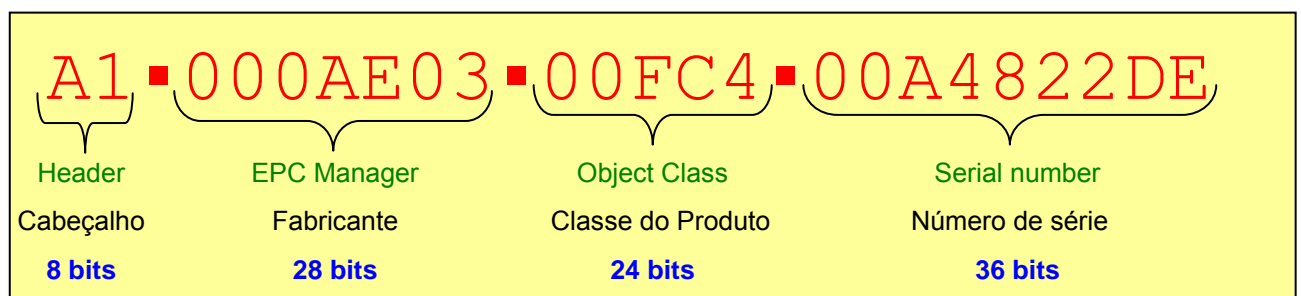 A1▪000AE03▪00FC4▪00A4822DE
Header EPC Manager Object Class Serial number
Cabeçalho Fabricante Classe do Produto Número de série
8 bits 28 bits 24 bits 36 bits